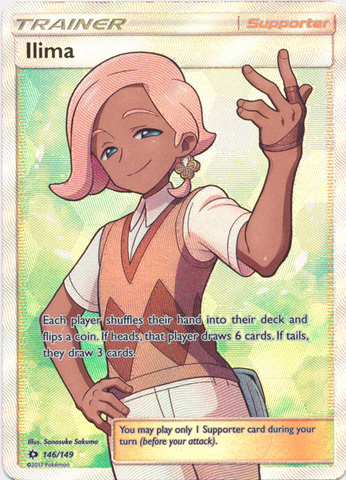 TRAINER Supporter
Ilima
Each player shuffles their hand into their deck and
flips a coin. If heads, that player draws 6 cards. If tails,
they draw 3 cards.
Illus. Sanosuke Sakuma
146/149
©2017 Pokémon
You may play only 1 Supporter card during your
turn (before your attack).